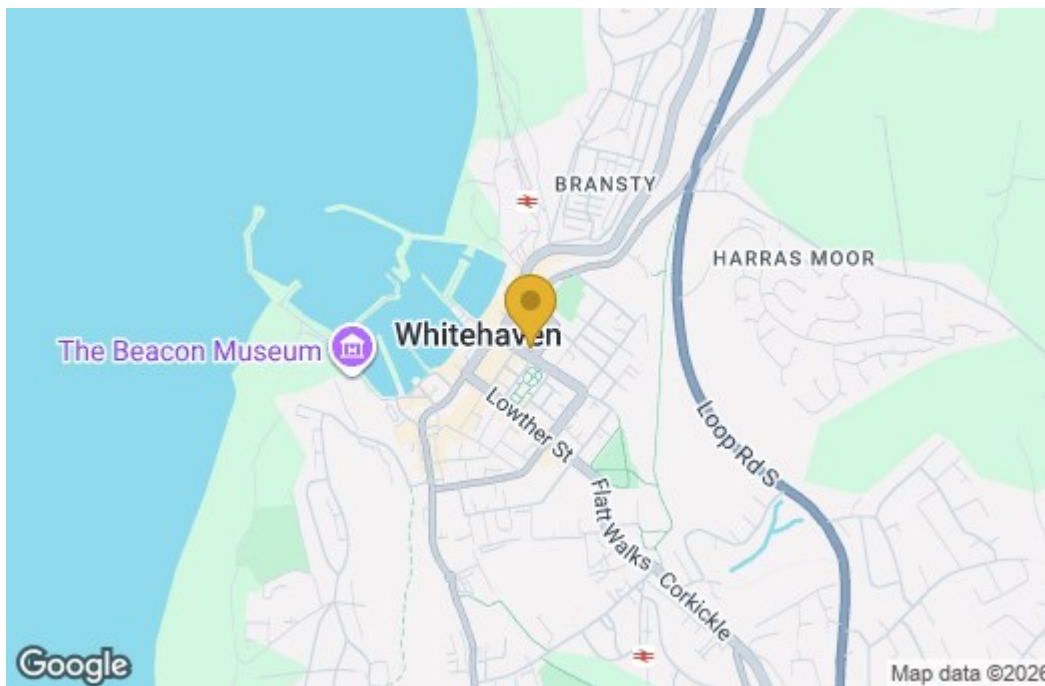 BRANSTY
HARRAS MOOR
Whitehaven
The Beacon Museum
Lowther St
Loop Rd S
Flatt Walks
Corkickle
Google
Map data ©2026